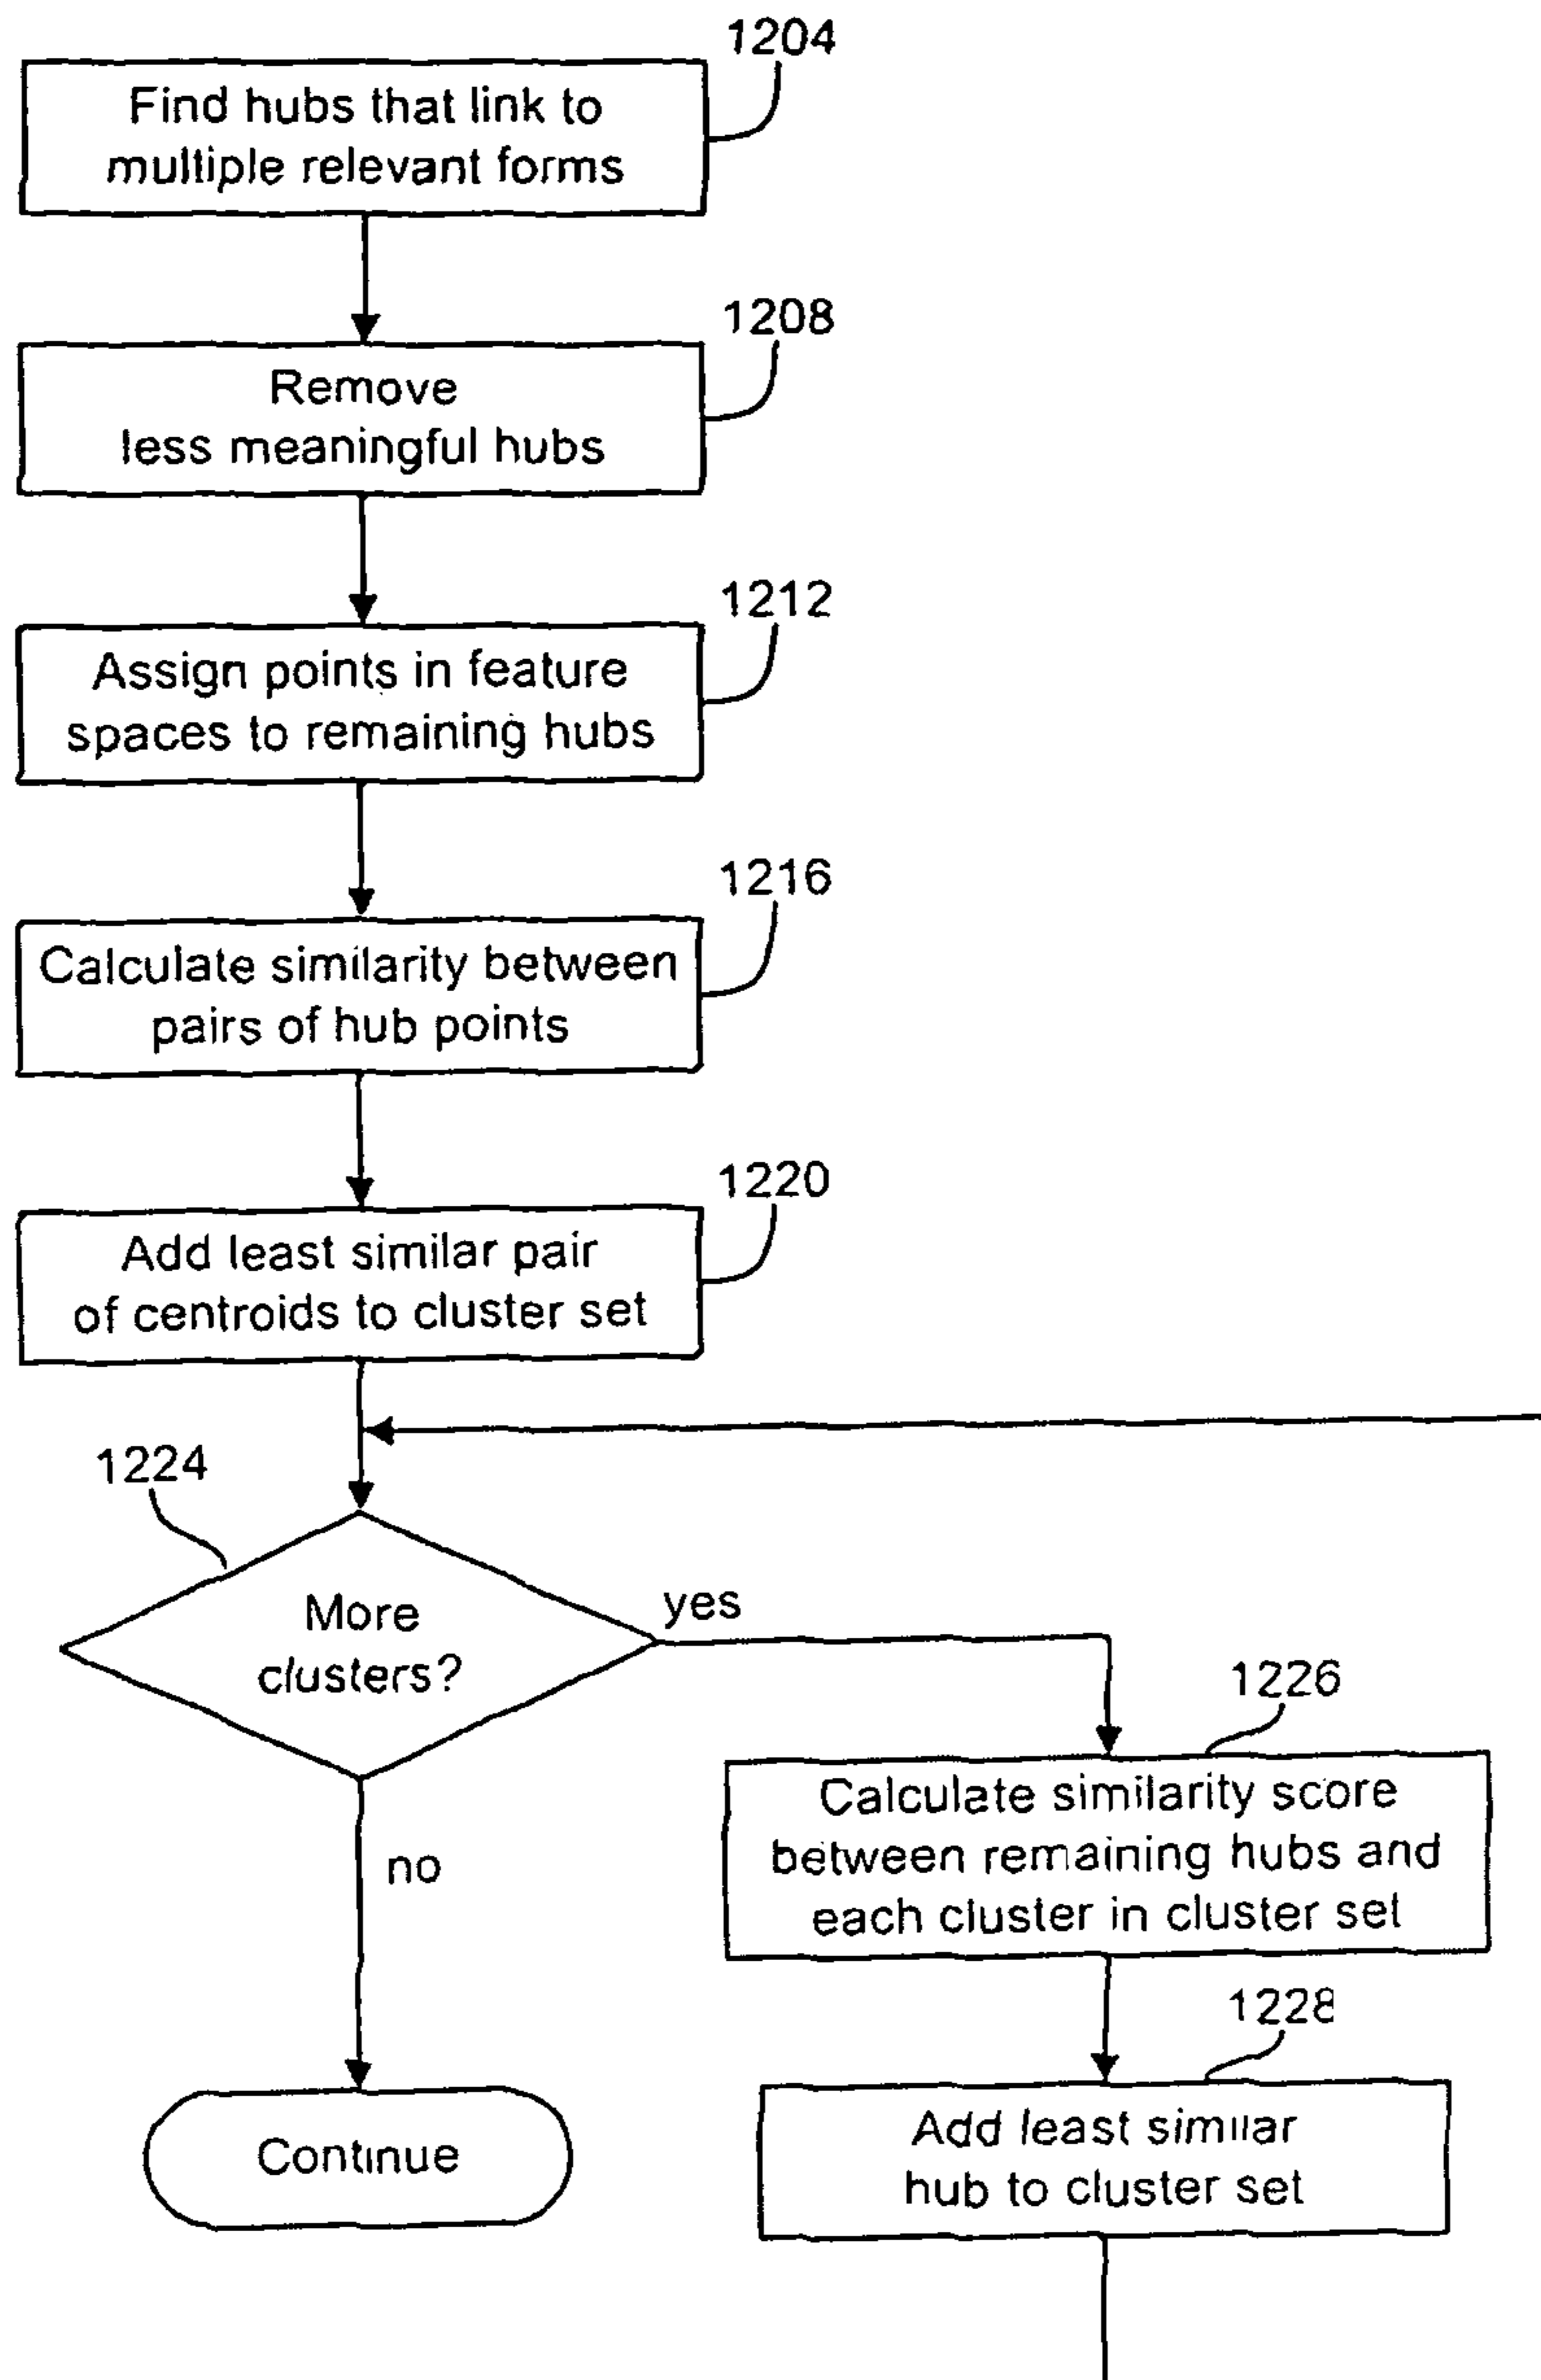 1204
Find hubs that link to
multiple relevant forms
1208
Remove
less meaningful hubs
1212
Assign points in feature
spaces to remaining hubs
1216
Calculate similarity between
pairs of hub points
1220
Add least similar pair
of centroids to cluster set
1224
More
clusters?
yes
no
1226
Calculate similarity score
between remaining hubs and
each cluster in cluster set
1228
Add least similar
hub to cluster set
Continue